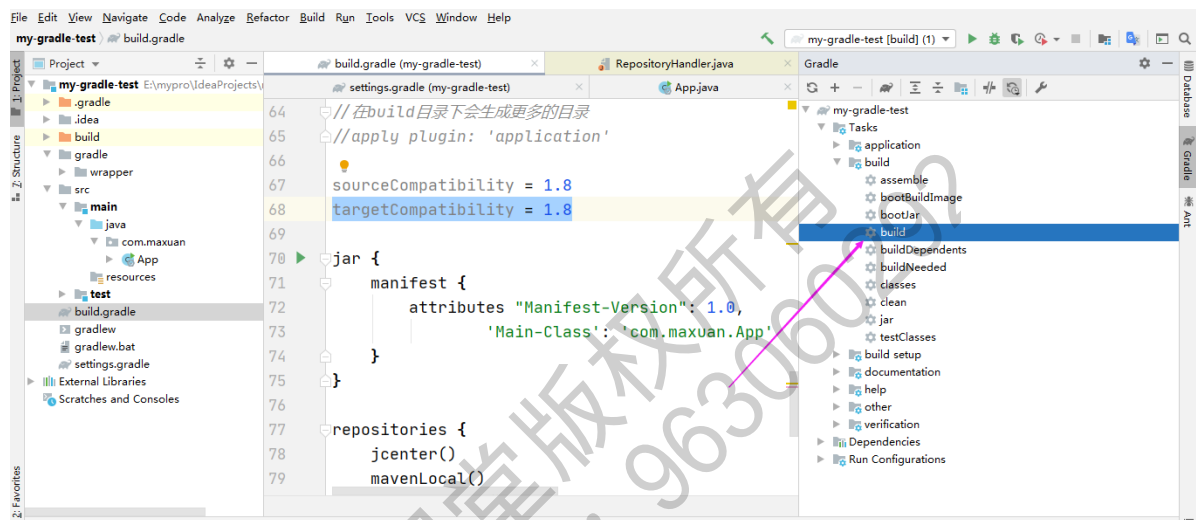 File Edit View Navigate Code Analyze Refactor Build Run Tools VCS Window Help
my-gradle-test build.gradle
my-gradle-test [build] (1)
1: Project
Z: Structure
2: Favorites
Project
my-gradle-test E:\mypro\IdeaProjects\
.gradle
.idea
build
gradle
wrapper
src
main
java
com.maxuan
App
resources
test
build.gradle
gradlew
gradlew.bat
settings.gradle
External Libraries
Scratches and Consoles
build.gradle (my-gradle-test) RepositoryHandler.java
settings.gradle (my-gradle-test) App.java
64 //在build目录下会生成更多的目录
65 //apply plugin: 'application'
66
67 sourceCompatibility = 1.8
68 targetCompatibility = 1.8
69
70 jar {
71 manifest {
72 attributes "Manifest-Version": 1.0,
73 'Main-Class': 'com.maxuan.App'
74 }
75 }
76
77 repositories {
78 jcenter()
79 mavenLocal()
Gradle
my-gradle-test
Tasks
application
build
assemble
bootBuildImage
bootJar
build
buildDependents
buildNeeded
classes
clean
jar
testClasses
build setup
documentation
help
other
verification
Dependencies
Run Configurations
Database
Gradle
Ant
堂版权所有
96306092